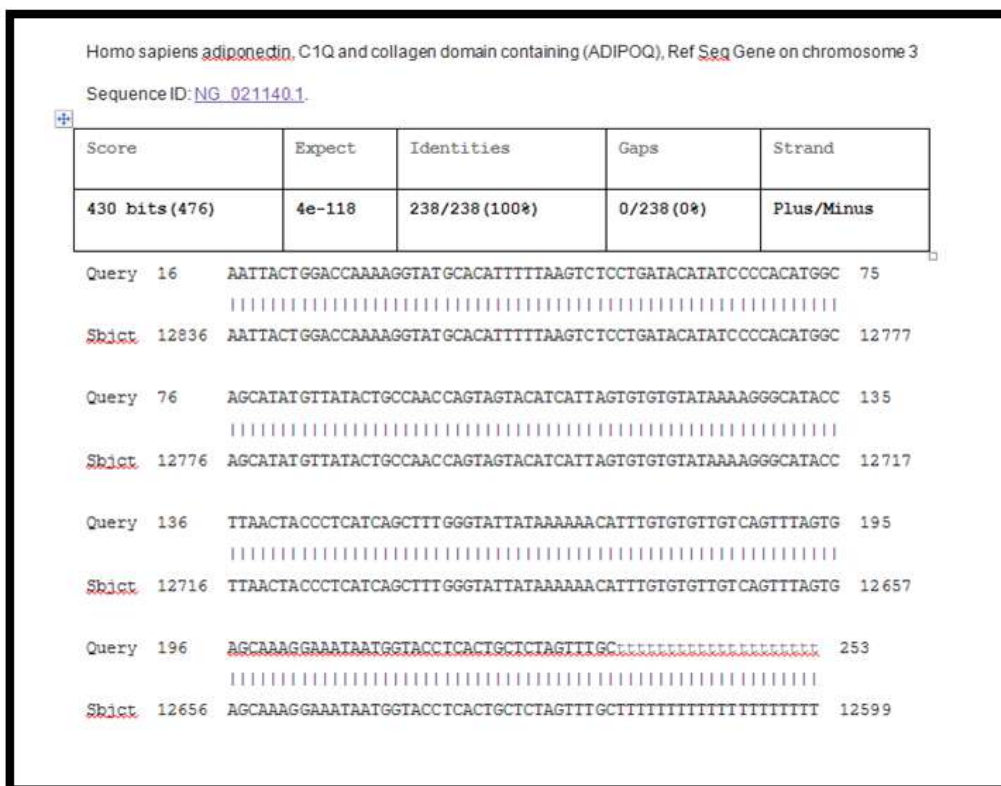 Homo sapiens adiponectin, C1Q and collagen domain containing (ADIPOQ), Ref Seq Gene on chromosome 3
Sequence ID: NG_021140.1.
Score Expect Identities Gaps Strand
430 bits(476) 4e-118 238/238(100%) 0/238(0%) Plus/Minus
Query 16 AATTACTGGACCAAAAGGTATGCACATTTTTAAGTCTCCTGATACATATCCCCACATGGC 75
||||||||||||||||||||||||||||||||||||||||||||||||||||||||||||
Sbjct 12836 AATTACTGGACCAAAAGGTATGCACATTTTTAAGTCTCCTGATACATATCCCCACATGGC 12777
Query 76 AGCATATGTTATACTGCCAACCAGTAGTACATCATTAGTGTGTGTATAAAAGGGCATACC 135
||||||||||||||||||||||||||||||||||||||||||||||||||||||||||||
Sbjct 12776 AGCATATGTTATACTGCCAACCAGTAGTACATCATTAGTGTGTGTATAAAAGGGCATACC 12717
Query 136 TTAACTACCCTCATCAGCTTTGGGTATTATAAAAAACATTTGTGTGTTGTCAGTTTAGTG 195
||||||||||||||||||||||||||||||||||||||||||||||||||||||||||||
Sbjct 12716 TTAACTACCCTCATCAGCTTTGGGTATTATAAAAAACATTTGTGTGTTGTCAGTTTAGTG 12657
Query 196 AGCAAAGGAAATAATGGTACCTCACTGCTCTAGTTTGCtttttttttttttttttttt 253
||||||||||||||||||||||||||||||||||||||||||||||||||||||||||
Sbjct 12656 AGCAAAGGAAATAATGGTACCTCACTGCTCTAGTTTGCTTTTTTTTTTTTTTTTTTTT 12599